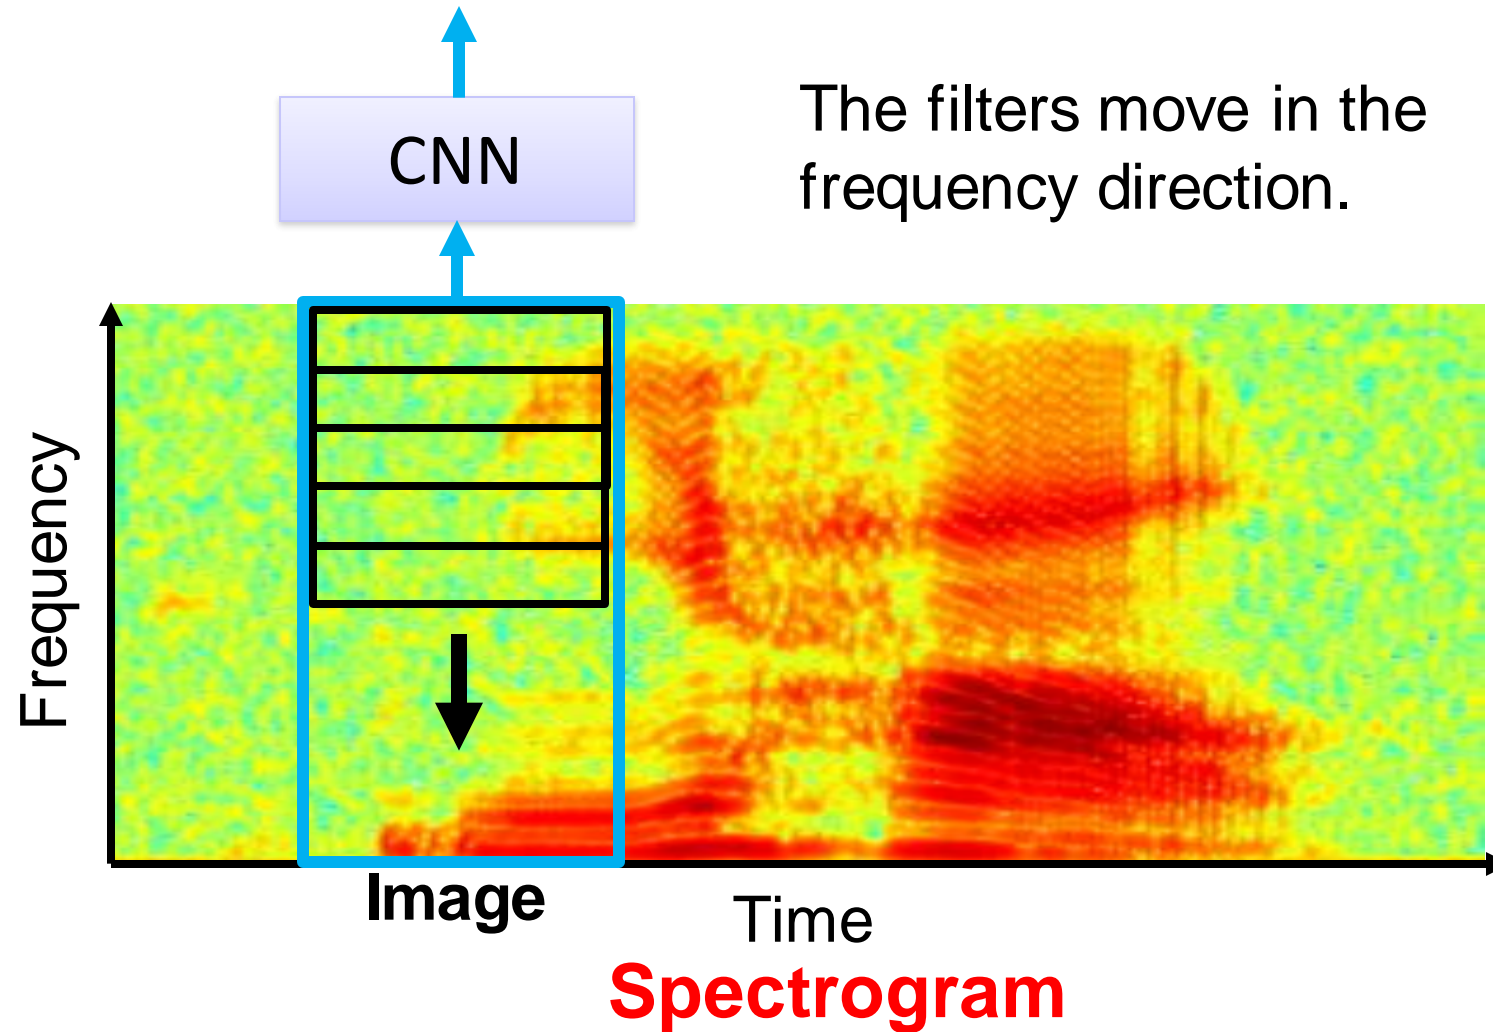 CNN
The filters move in the
frequency direction.
Frequency
Image
Time
Spectrogram